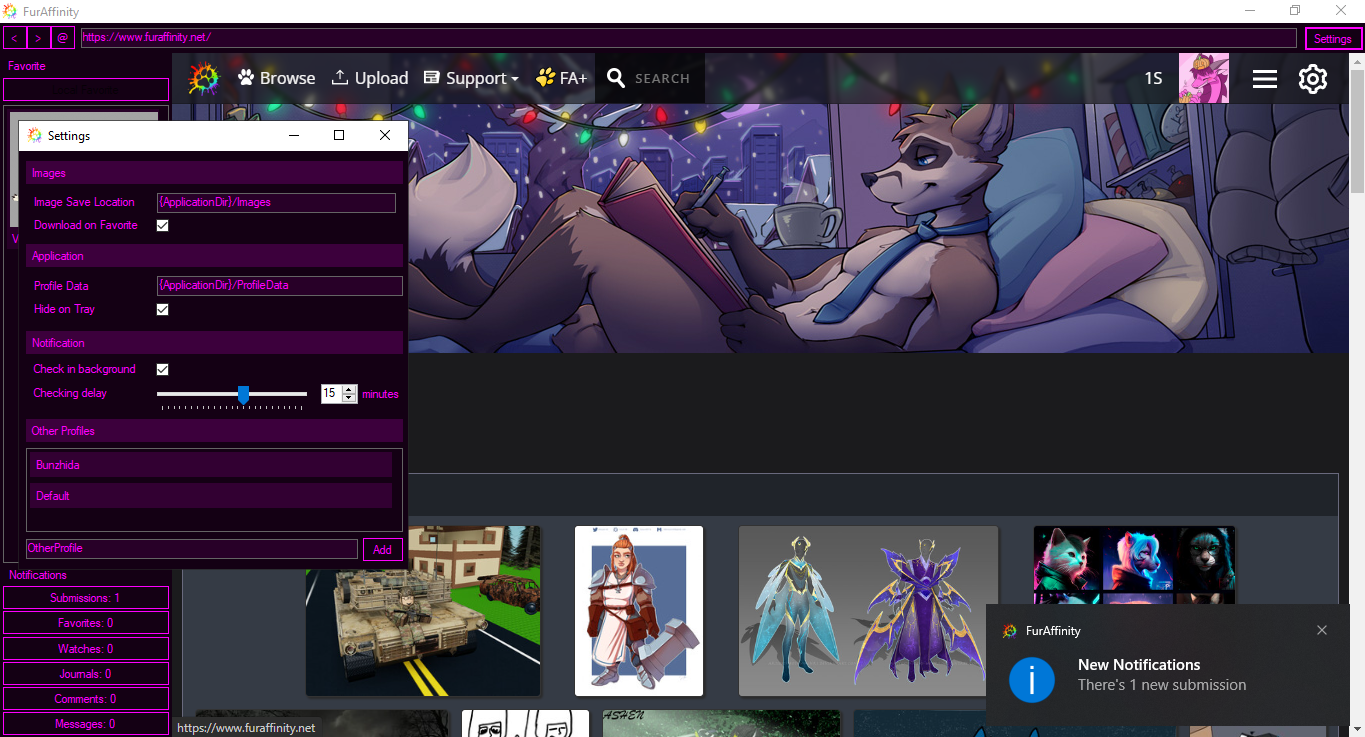 FurAffinity
< > @ https://www.furaffinity.net/ Settings
Favorite
Browse Upload Support FA+ SEARCH 1S
Settings
Images
Image Save Location {ApplicationDir}/Images
Download on Favorite
Application
Profile Data {ApplicationDir}/ProfileData
Hide on Tray
Notification
Check in background
Checking delay 15 minutes
Other Profiles
Bunzhida
Default
OtherProfile Add
Notifications
Submissions: 1
Favorites: 0
Watches: 0
Journals: 0
Comments: 0
Messages: 0
https://www.furaffinity.net
ASHEN
FurAffinity
New Notifications
There's 1 new submission